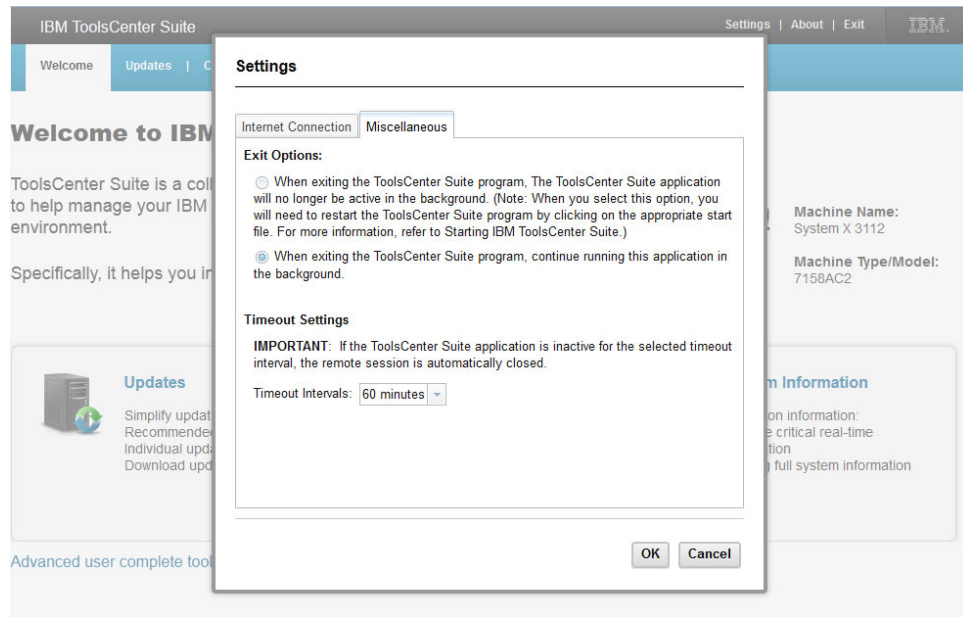 IBM ToolsCenter Suite
Settings | About | Exit
IBM.
Welcome
Updates | C
Settings
Internet Connection
Miscellaneous
Exit Options:
When exiting the ToolsCenter Suite program, The ToolsCenter Suite application
will no longer be active in the background. (Note: When you select this option, you
will need to restart the ToolsCenter Suite program by clicking on the appropriate start
file. For more information, refer to Starting IBM ToolsCenter Suite.)
When exiting the ToolsCenter Suite program, continue running this application in
the background.
Timeout Settings
IMPORTANT: If the ToolsCenter Suite application is inactive for the selected timeout
interval, the remote session is automatically closed.
Timeout Intervals: 60 minutes
OK
Cancel
Welcome to IBM
ToolsCenter Suite is a coll
to help manage your IBM
environment.
Specifically, it helps you in
Machine Name:
System X 3112
Machine Type/Model:
7158AC2
Updates
Simplify updat
Recommended
Individual upda
Download upd
m Information
on information:
e critical real-time
tion
g full system information
Advanced user complete tool